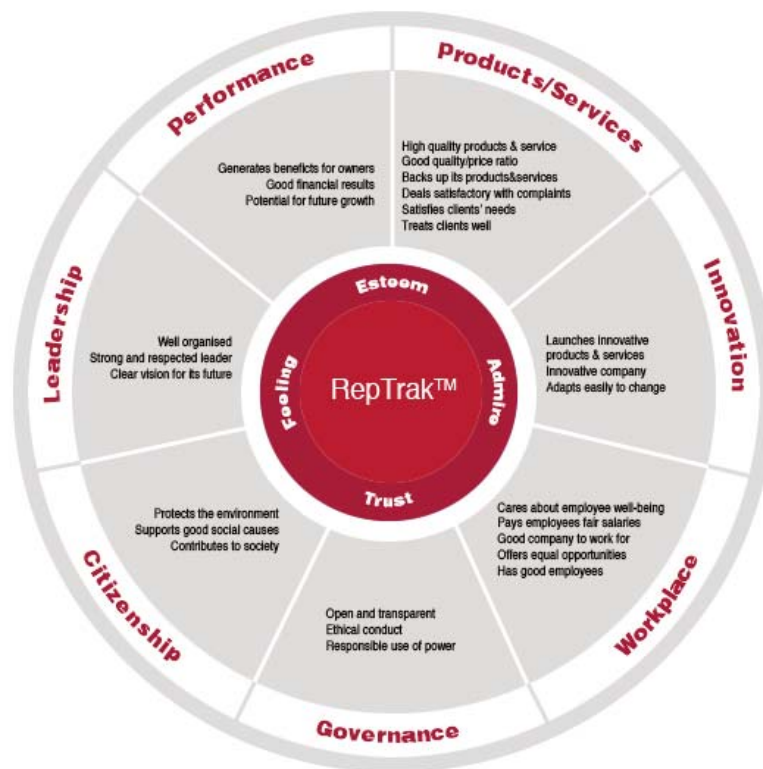 Performance
Generates beneficts for owners
Good financial results
Potential for future growth
Products/Services
High quality products & service
Good quality/price ratio
Backs up its products&services
Deals satisfactory with complaints
Satisfies clients' needs
Treats clients well
Innovation
Launches innovative
products & services
Innovative company
Adapts easily to change
Workplace
Cares about employee well-being
Pays employees fair salaries
Good company to work for
Offers equal opportunities
Has good employees
Governance
Open and transparent
Ethical conduct
Responsible use of power
Citizenship
Protects the environment
Supports good social causes
Contributes to society
Leadership
Well organised
Strong and respected leader
Clear vision for its future
Estoom
Admire
Trust
Feeling
RepTrak™